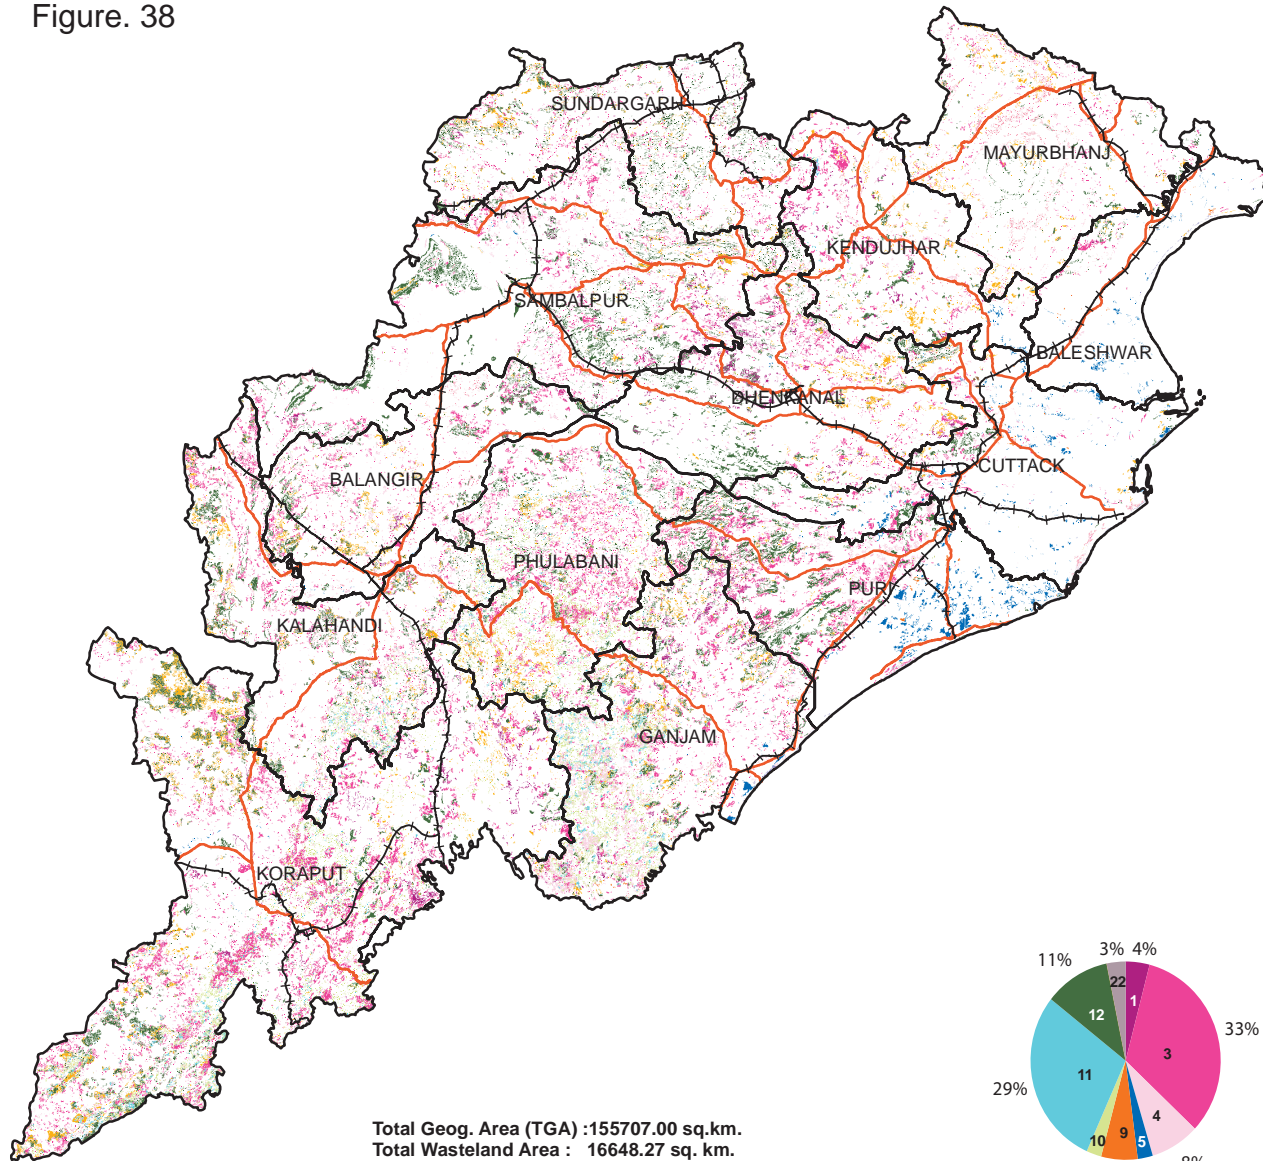 Figure. 38
SUNDARGARH
MAYURBHANJ
KENDUJHAR
SAMBALPUR
BALESHWAR
DHENKANAL
CUTTACK
BALANGIR
PHULABANI
PURI
KALAHANDI
GANJAM
KORAPUT
3% 4%
11%
22
1
12
33%
3
11
29%
4
10
9
5
8%
Total Geog. Area (TGA) :155707.00 sq.km.
Total Wasteland Area : 16648.27 sq. km.